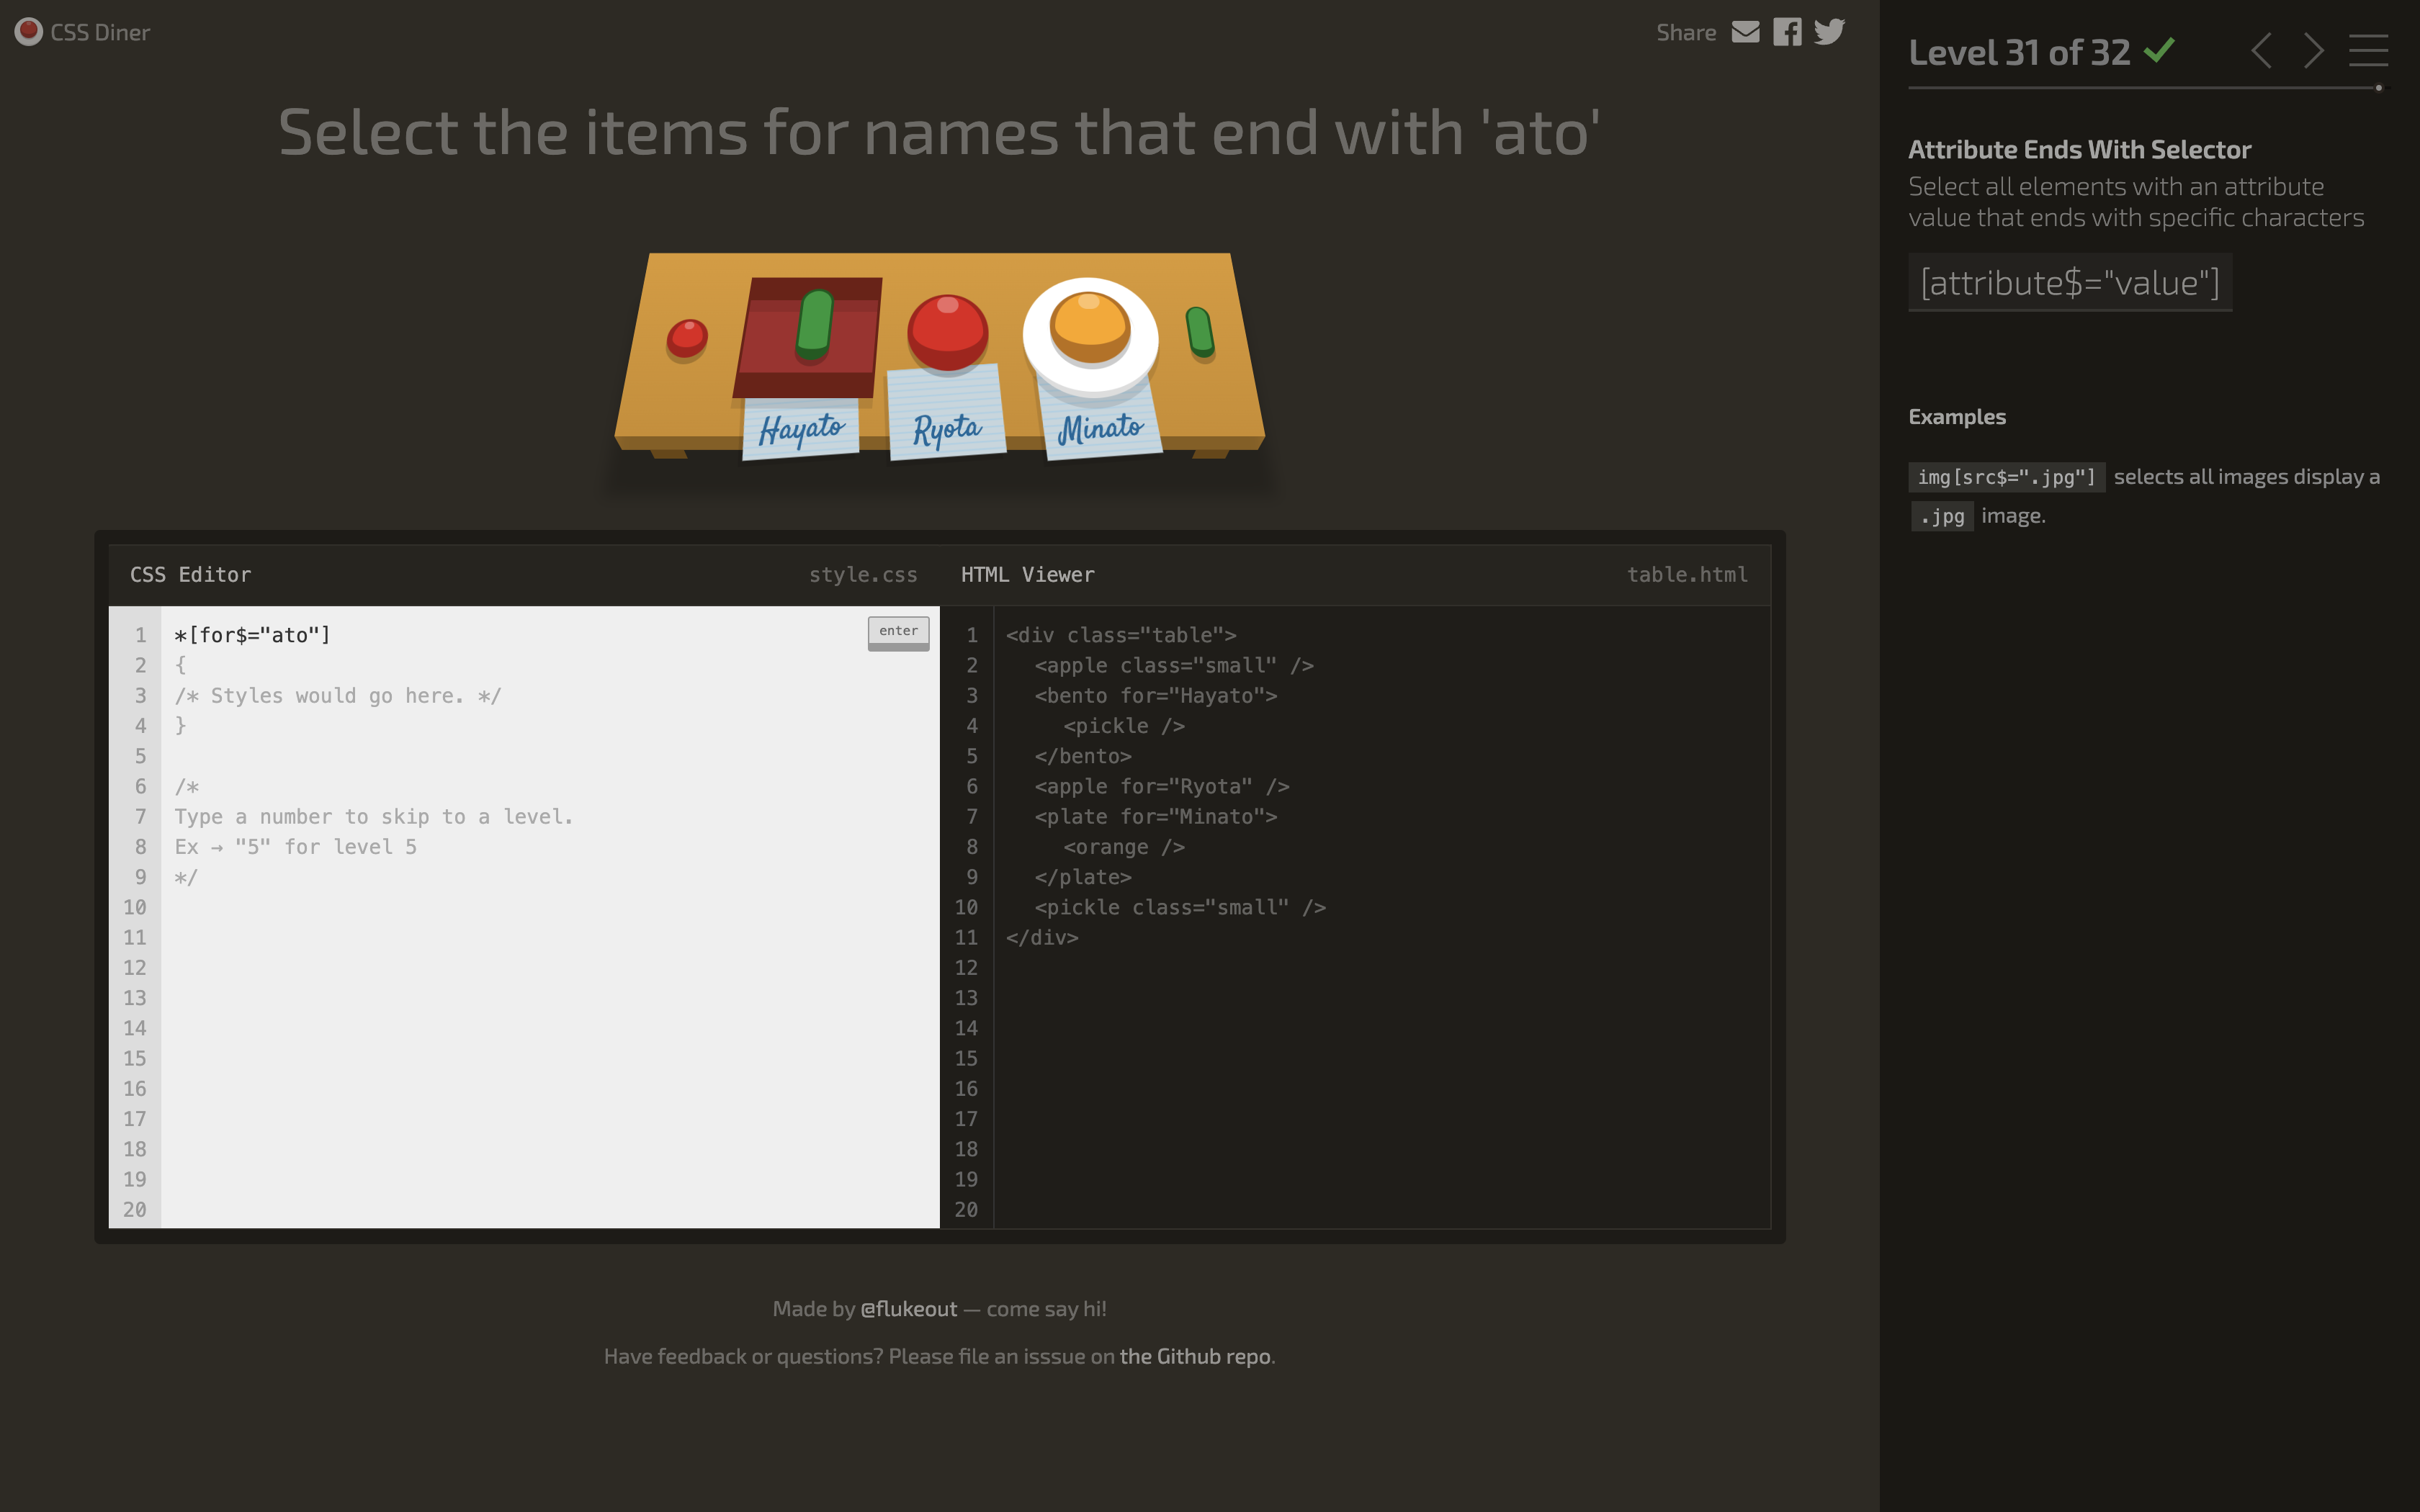 CSS Diner
Share
Select the items for names that end with 'ato'
Hayato
Ryota
Minato
CSS Editor
style.css
1 *[for$="ato"]
enter
2 {
3 /* Styles would go here. */
4 }
5
6 /*
7 Type a number to skip to a level.
8 Ex → "5" for level 5
9 */
10
11
12
13
14
15
16
17
18
19
20
HTML Viewer
table.html
1 <div class="table">
2 <apple class="small" />
3 <bento for="Hayato">
4 <pickle />
5 </bento>
6 <apple for="Ryota" />
7 <plate for="Minato">
8 <orange />
9 </plate>
10 <pickle class="small" />
11 </div>
12
13
14
15
16
17
18
19
20
Made by @flukeout — come say hi!
Have feedback or questions? Please file an isssue on the Github repo.
Level 31 of 32
Attribute Ends With Selector
Select all elements with an attribute
value that ends with specific characters
[attribute$="value"]
Examples
img[src$=".jpg"] selects all images display a
.jpg image.